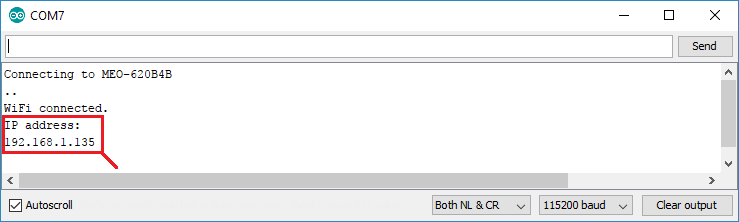 COM7
Send
Connecting to MEO-620B4B
..
WiFi connected.
IP address:
192.168.1.135
Autoscroll
Both NL & CR
115200 baud
Clear output